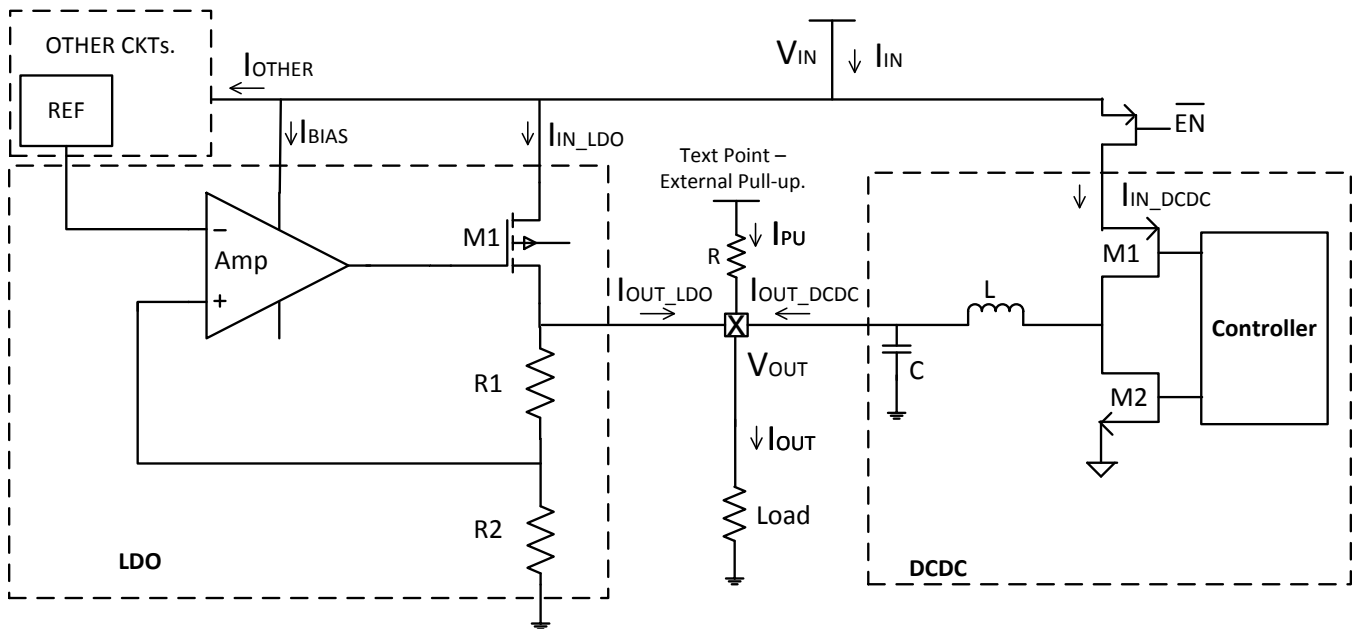 OTHER CKTs.
REF
IOTHER
IBIAS
IIN_LDO
VIN
IIN
EN
Text Point –
External Pull-up.
IPU
R
IIN_DCDC
M1
Amp
−
+
M1
Controller
IOUT_LDO
IOUT_DCDC
L
C
VOUT
R1
M2
IOUT
R2
Load
LDO
DCDC